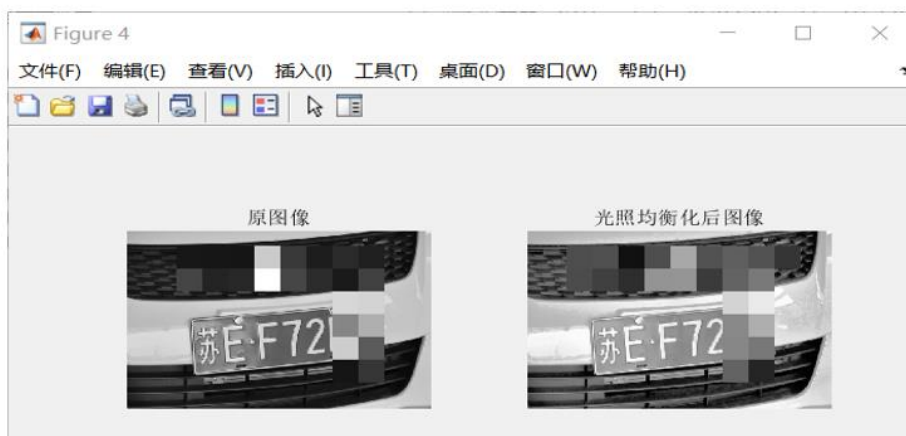 Figure 4
文件(F) 编辑(E) 查看(V) 插入(I) 工具(T) 桌面(D) 窗口(W) 帮助(H)
原图像
光照均衡化后图像
苏E·F72
苏E·F72